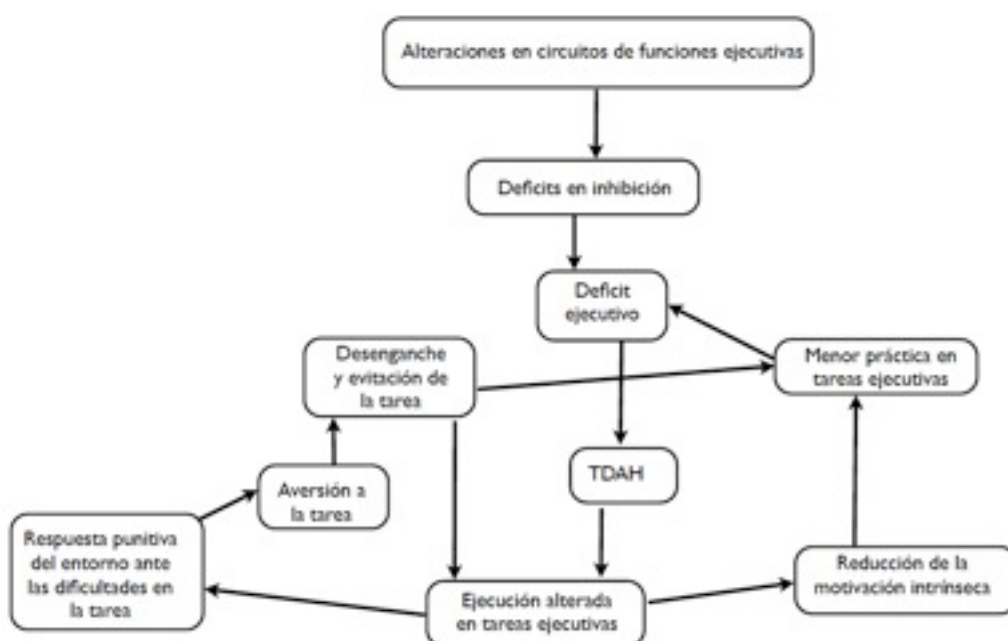 Alteraciones en circuitos de funciones ejecutivas
Deficits en inhibición
Deficit
ejecutivo
Desenganche
y evitación de
la tarea
Menor práctica en
tareas ejecutivas
TDAH
Aversión a
la tarea
Respuesta punitiva
del entorno ante
las dificultades en
la tarea
Reducción de la
motivación intrínseca
Ejecución alterada
en tareas ejecutivas